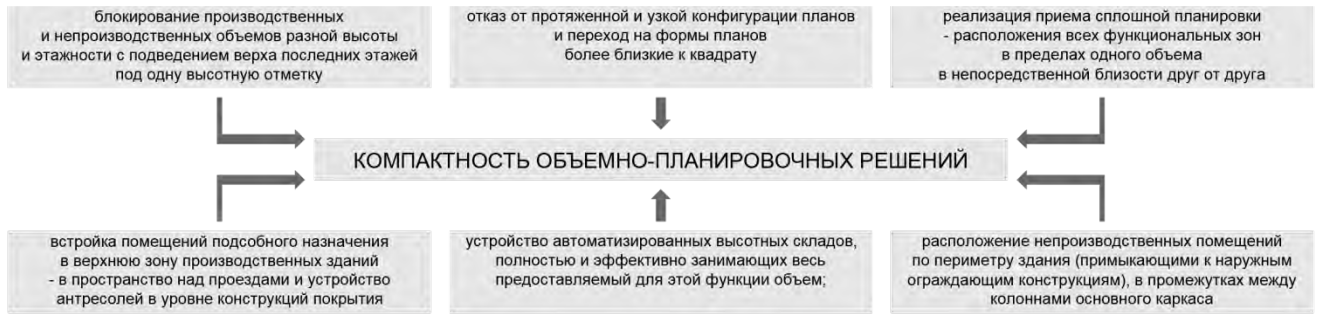 блокирование производственных
и непроизводственных объемов разной высоты
и этажности с подведением верха последних этажей
под одну высотную отметку
отказ от протяженной и узкой конфигурации планов
и переход на формы планов
более близкие к квадрату
реализация приема сплошной планировки
- расположения всех функциональных зон
в пределах одного объема
в непосредственной близости друг от друга
КОМПАКТНОСТЬ ОБЪЕМНО-ПЛАНИРОВОЧНЫХ РЕШЕНИЙ
встройка помещений подсобного назначения
в верхнюю зону производственных зданий
- в пространство над проездами и устройство
антресолей в уровне конструкций покрытия
устройство автоматизированных высотных складов,
полностью и эффективно занимающих весь
предоставляемый для этой функции объем;
расположение непроизводственных помещений
по периметру здания (примыкающими к наружным
ограждающим конструкциям), в промежутках между
колоннами основного каркаса